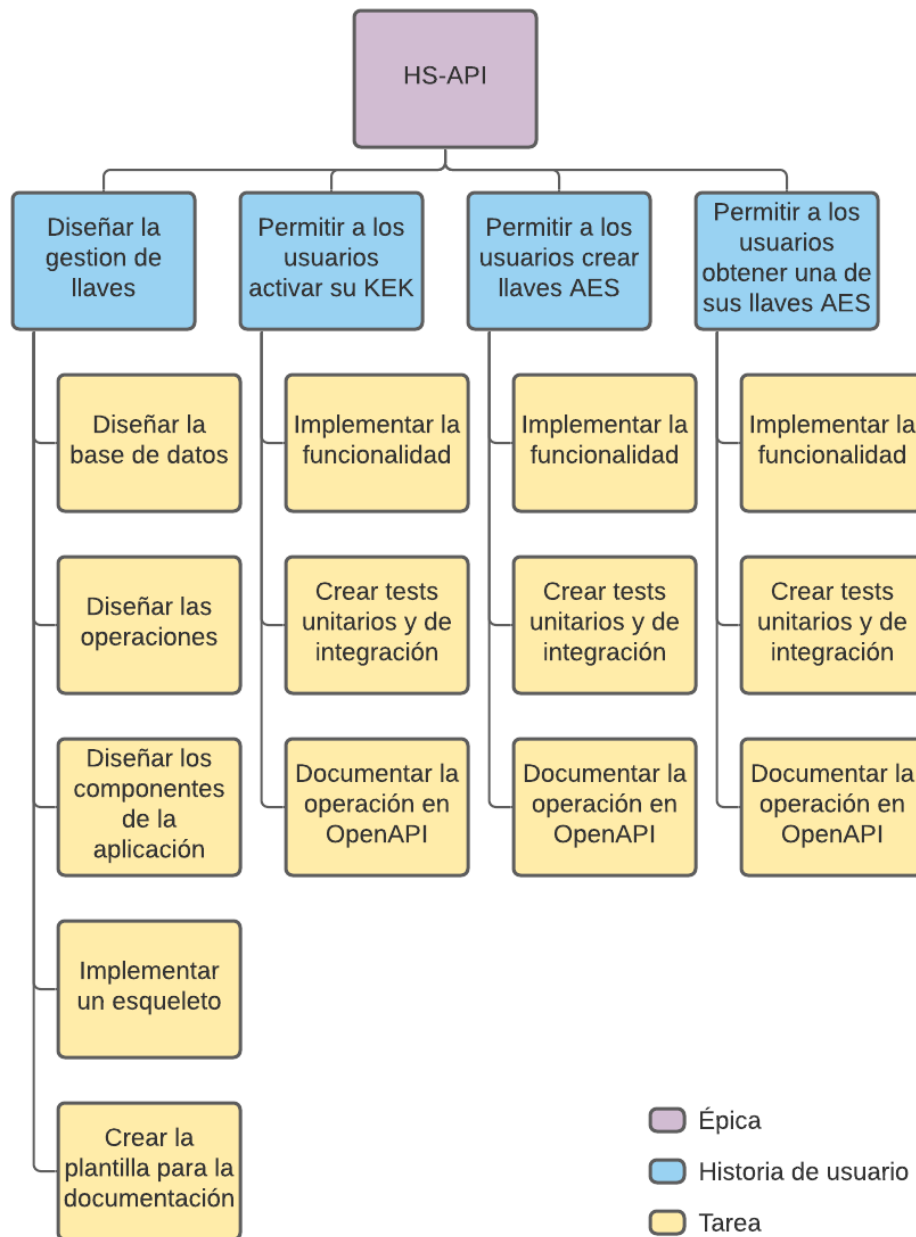 HS-API
Diseñar la
gestion de
llaves
Permitir a los
usuarios
activar su KEK
Permitir a los
usuarios crear
llaves AES
Permitir a los
usuarios
obtener una de
sus llaves AES
Diseñar la
base de datos
Implementar la
funcionalidad
Implementar la
funcionalidad
Implementar la
funcionalidad
Diseñar las
operaciones
Crear tests
unitarios y de
integración
Crear tests
unitarios y de
integración
Crear tests
unitarios y de
integración
Diseñar los
componentes
de la
aplicación
Documentar la
operación en
OpenAPI
Documentar la
operación en
OpenAPI
Documentar la
operación en
OpenAPI
Implementar
un esqueleto
Crear la
plantilla para la
documentación
Épica
Historia de usuario
Tarea